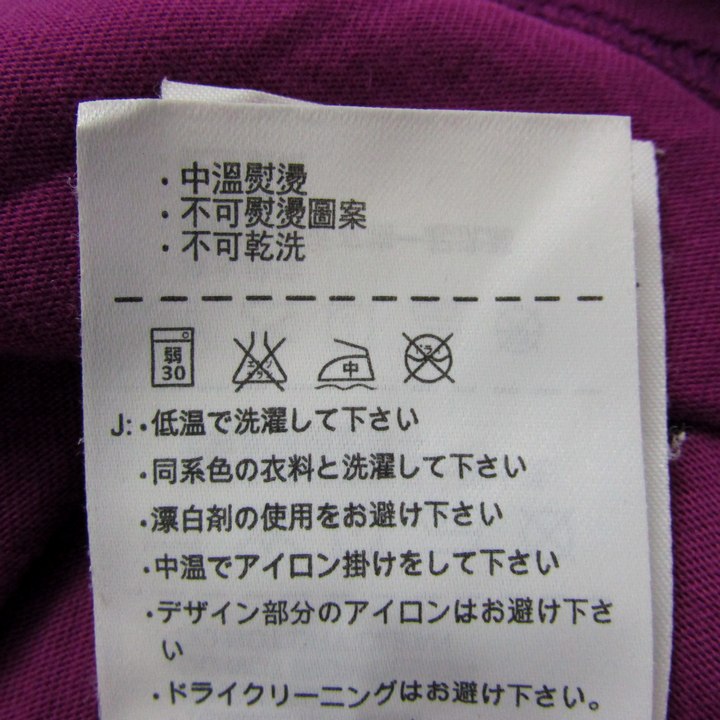 ・中溫熨燙
・不可熨燙圖案
・不可乾洗
弱
30
中
J:・低温で洗濯して下さい
・同系色の衣料と洗濯して下さい
・漂白剤の使用をお避け下さい
・中温でアイロン掛けをして下さい
・デザイン部分のアイロンはお避け下さ
い
・ドライクリーニングはお避け下さい。